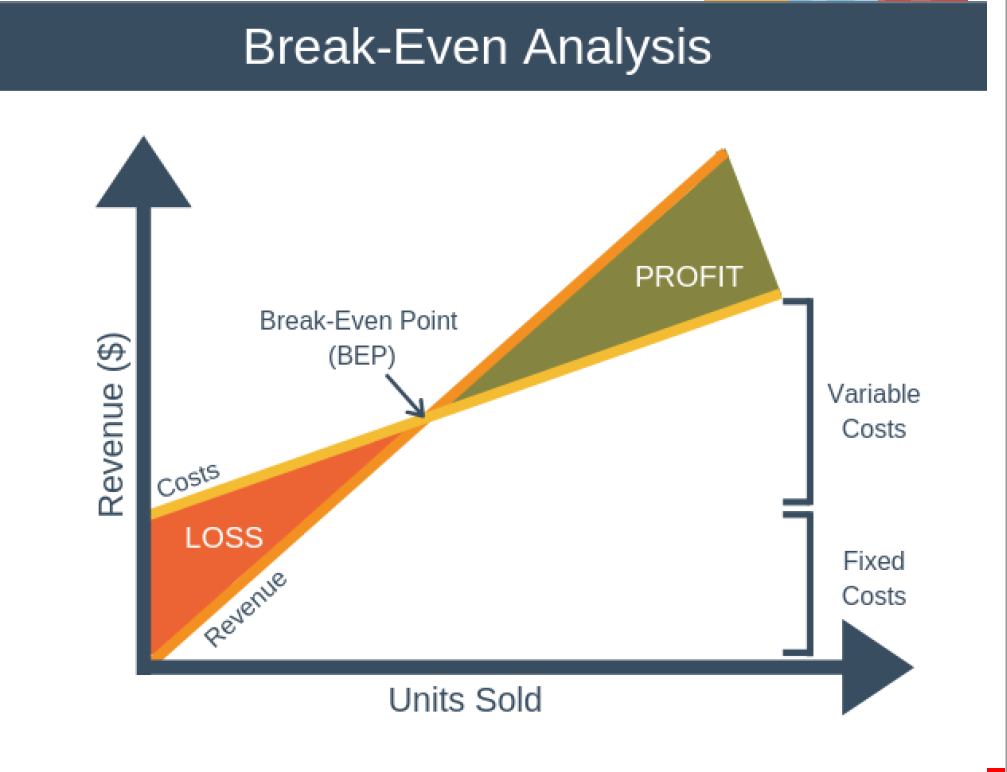 Break-Even Analysis
Revenue ($)
Break-Even Point
(BEP)
PROFIT
Costs
LOSS
Revenue
Variable
Costs
Fixed
Costs
Units Sold